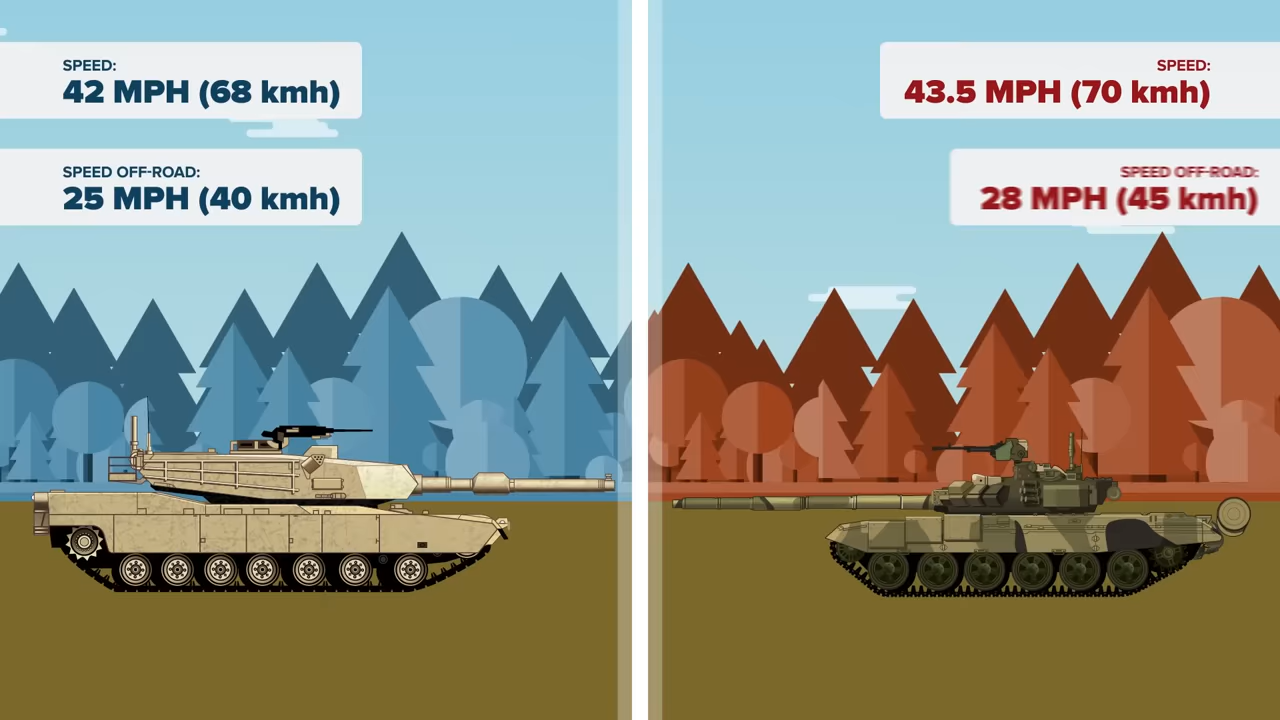 SPEED:
42 MPH (68 kmh)
SPEED OFF-ROAD:
25 MPH (40 kmh)
SPEED:
43.5 MPH (70 kmh)
SPEED OFF-ROAD:
28 MPH (45 kmh)